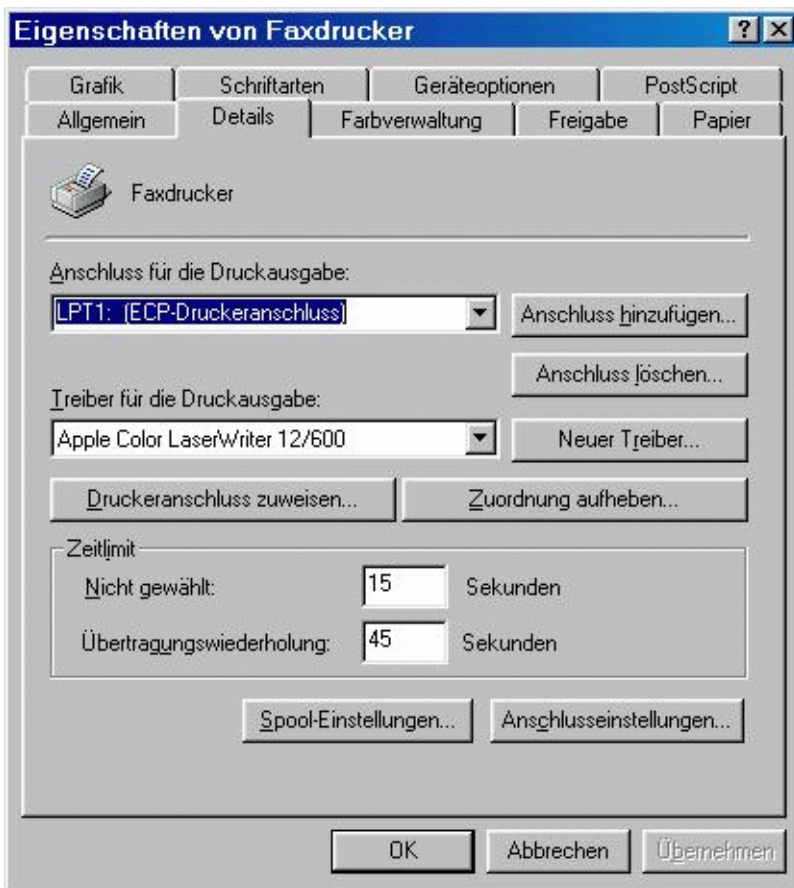 Eigenschaften von Faxdrucker
Grafik Schriftarten Geräteoptionen PostScript
Allgemein Details Farbverwaltung Freigabe Papier
Faxdrucker
Anschluss für die Druckausgabe:
LPT1: (ECP-Druckeranschluss) Anschluss hinzufügen...
Anschluss löschen...
Treiber für die Druckausgabe:
Apple Color LaserWriter 12/600 Neuer Treiber...
Druckeranschluss zuweisen... Zuordnung aufheben...
Zeitlimit
Nicht gewählt: 15 Sekunden
Übertragungswiederholung: 45 Sekunden
Spool-Einstellungen... Anschlusseinstellungen...
OK Abbrechen Übernehmen